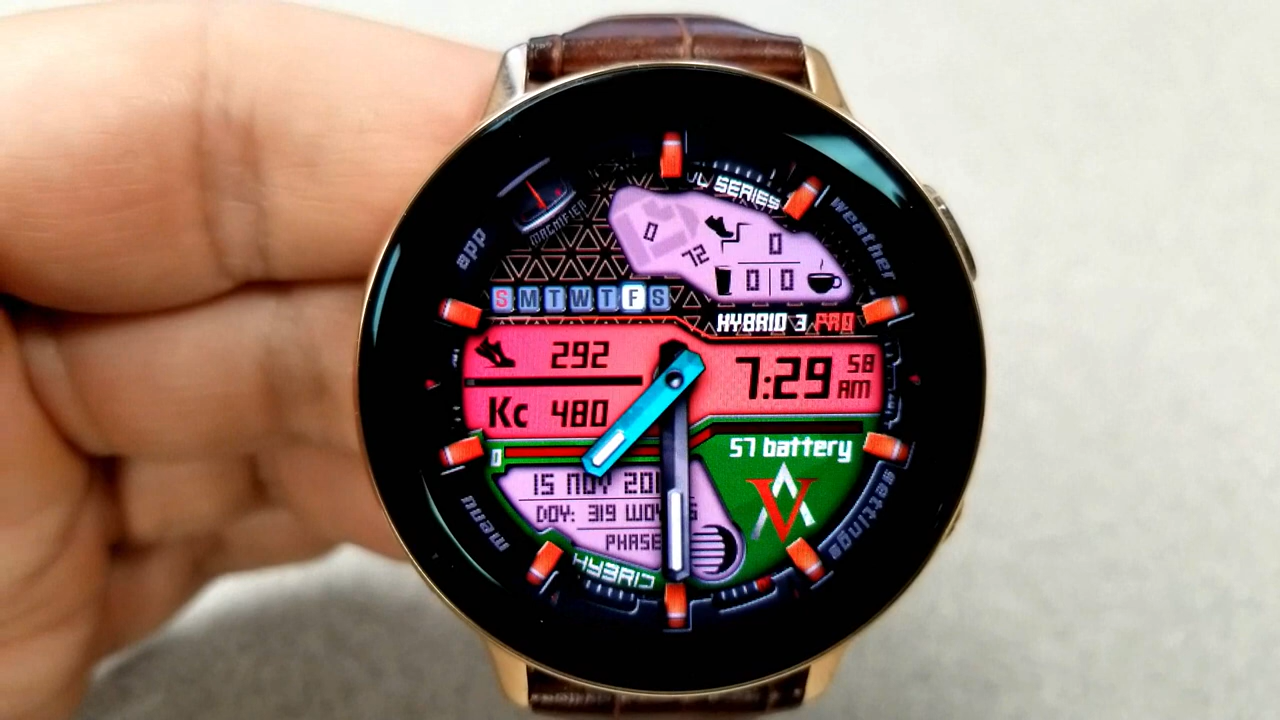 SERIES
MAGNIFIER
app
weather
0
72
0
0 0
S M T W T F S
HYBRID 3 PRO
292
7:29 58 AM
Kc 480
57 battery
0
15 NOV
DOY: 319
PHASE
menu
settings
HYBRID